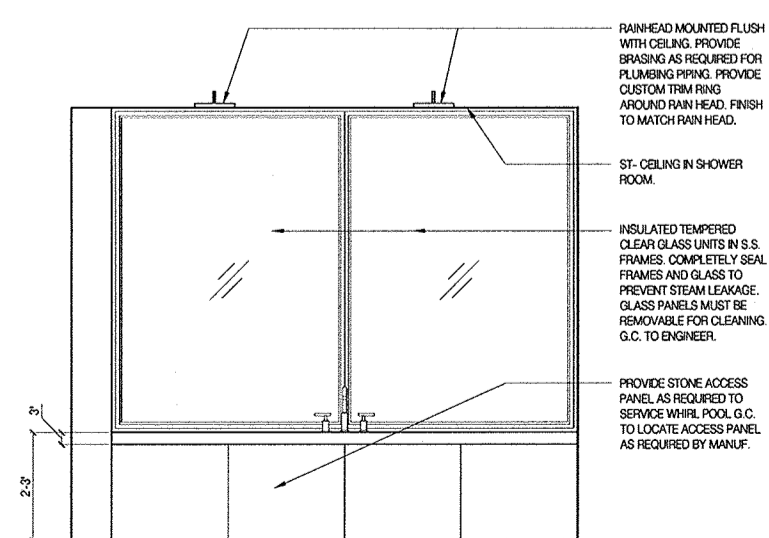 RAINHEAD MOUNTED FLUSH
WITH CEILING. PROVIDE
BRASING AS REQUIRED FOR
PLUMBING PIPING. PROVIDE
CUSTOM TRIM RING
AROUND RAIN HEAD. FINISH
TO MATCH RAIN HEAD.
ST- CEILING IN SHOWER
ROOM.
INSULATED TEMPERED
CLEAR GLASS UNITS IN S.S.
FRAMES. COMPLETELY SEAL
FRAMES AND GLASS TO
PREVENT STEAM LEAKAGE.
GLASS PANELS MUST BE
REMOVABLE FOR CLEANING.
G.C. TO ENGINEER.
PROVIDE STONE ACCESS
PANEL AS REQUIRED TO
SERVICE WHIRL POOL G.C.
TO LOCATE ACCESS PANEL
AS REQUIRED BY MANUF.
3'
2'-3'